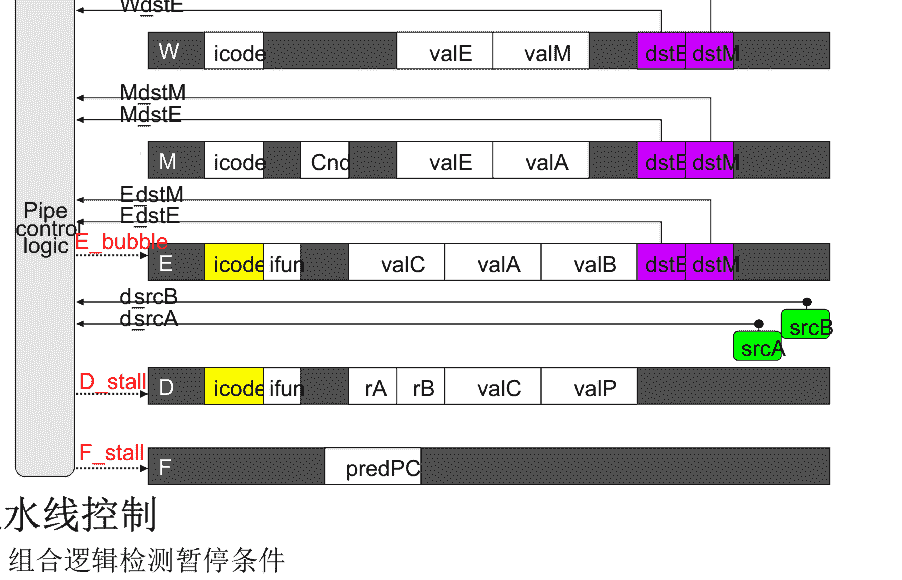 W_dstE
W icode valE valM dstE dstM
M_dstM
M_dstE
M icode Cnd valE valA dstE dstM
E_dstM
E_dstE
Pipe
control
logic
E_bubble
E icode ifun valC valA valB dstE dstM
d_srcB
d_srcA
srcB
srcA
D_stall
D icode ifun rA rB valC valP
F_stall
F predPC
水线控制
组合逻辑检测暂停条件